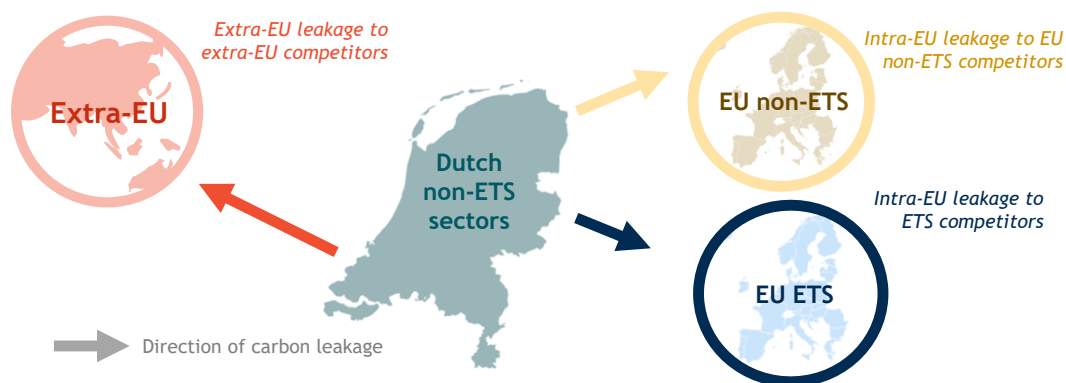 Extra-EU leakage to
extra-EU competitors
Extra-EU
Dutch
non-ETS
sectors
Intra-EU leakage to EU
non-ETS competitors
EU non-ETS
Intra-EU leakage to
ETS competitors
EU ETS
Direction of carbon leakage